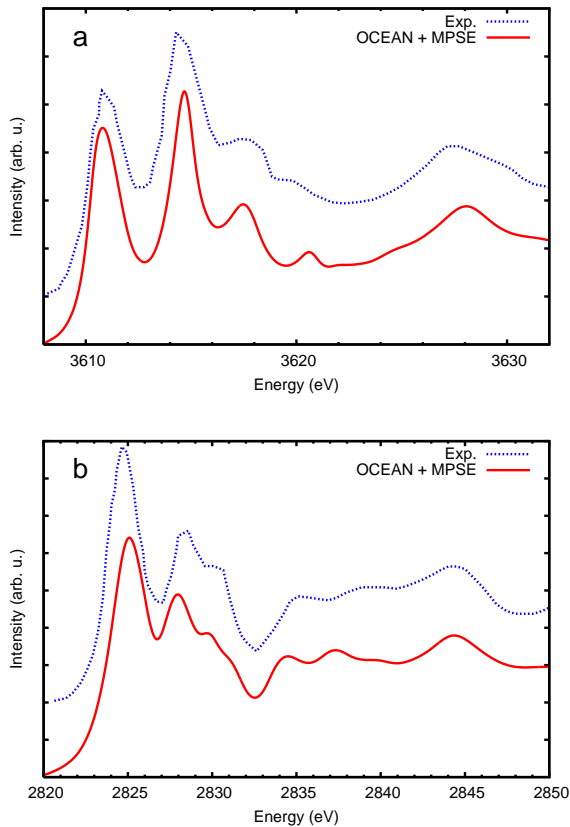 a
Exp.
OCEAN + MPSE
Intensity (arb. u.)
3610 3620 3630
Energy (eV)
b
Exp.
OCEAN + MPSE
Intensity (arb. u.)
2820 2825 2830 2835 2840 2845 2850
Energy (eV)